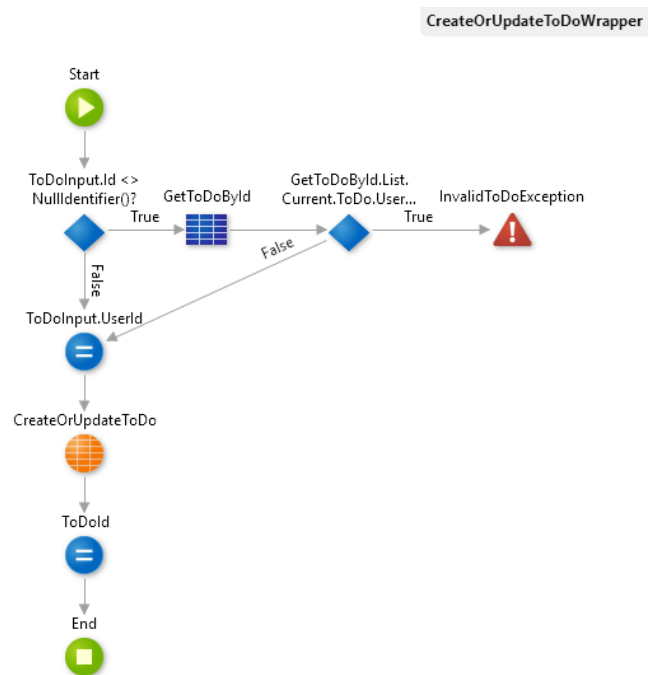 CreateOrUpdateToDoWrapper
Start
ToDoInput.Id <>
NullIdentifier()?
True
GetToDoById
GetToDoById.List.
Current.ToDo.User...
True
InvalidToDoException
False
False
ToDoInput.UserId
CreateOrUpdateToDo
ToDoId
End